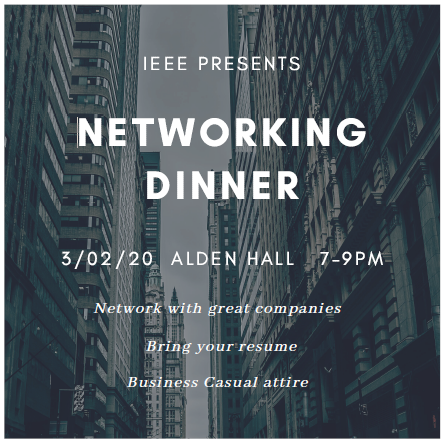 IEEE PRESENTS
NETWORKING
DINNER
3/02/20 ALDEN HALL 7-9PM
Network with great companies
Bring your resume
Business Casual attire